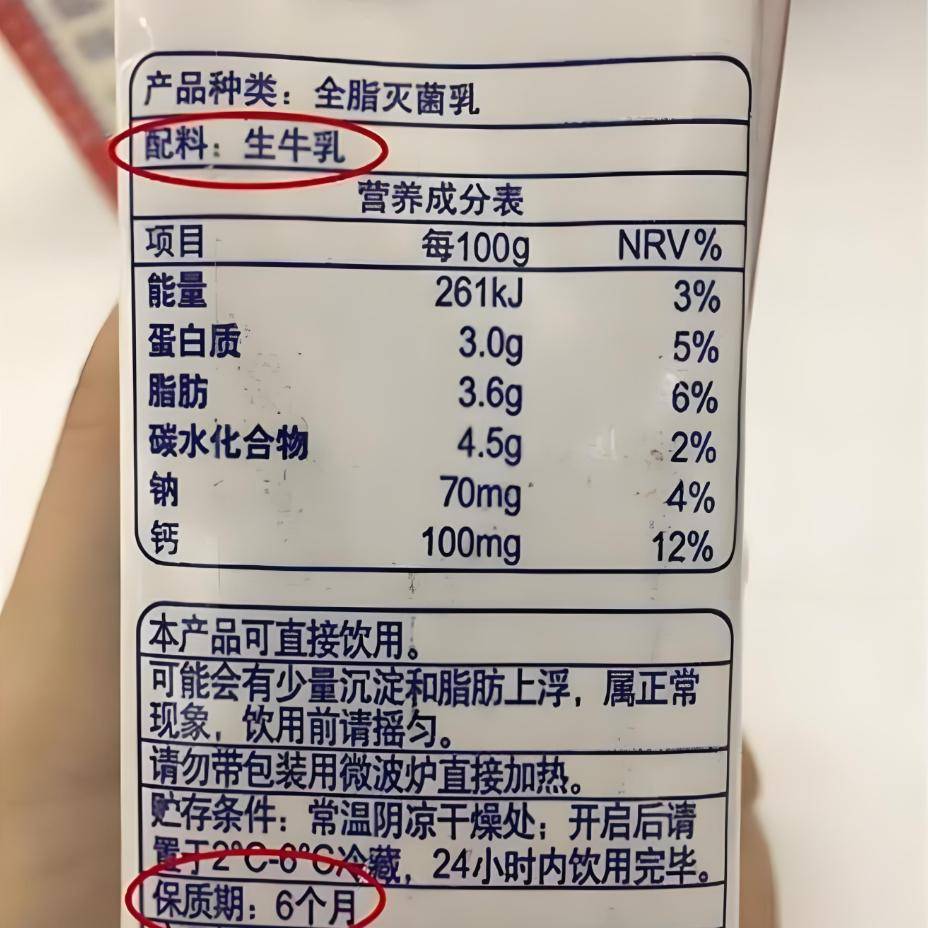 产品种类：全脂灭菌乳
配料：生牛乳
营养成分表
项目 每100g NRV%
能量 261kJ 3%
蛋白质 3.0g 5%
脂肪 3.6g 6%
碳水化合物 4.5g 2%
钠 70mg 4%
钙 100mg 12%
本产品可直接饮用。
可能会有少量沉淀和脂肪上浮，属正常
现象，饮用前请摇匀。
请勿带包装用微波炉直接加热。
贮存条件：常温阴凉干燥处；开启后请
置于2℃-6℃冷藏，24小时内饮用完毕。
保质期：6个月